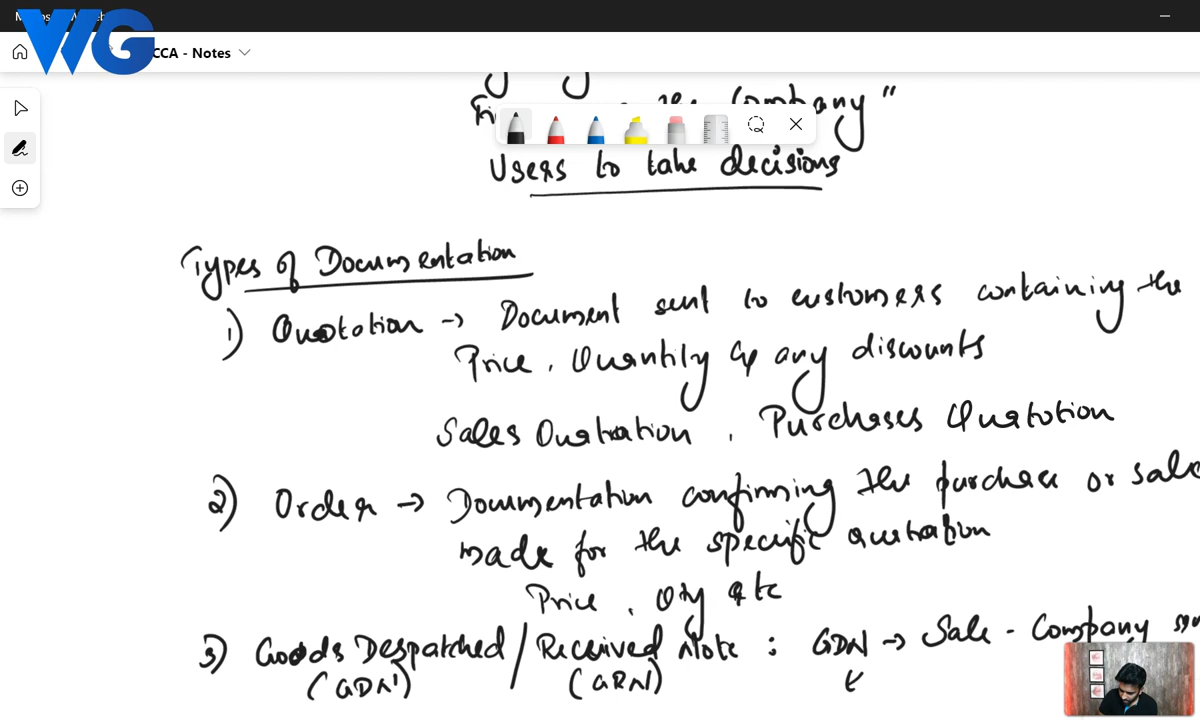 WG
CCA - Notes
the Company"
Users to take decisions
Types of Documentation
1) Quotation → Document sent to customers containing the
Price, Quantity & any discounts
Sales Quotation, Purchases Quotation
2) Order → Documentation confirming the purchase or sale
made for the specific quotation
Price, Qty etc
3) Goods Despatched / Received Note : GDN → Sale - Company
(GDN) (GRN)